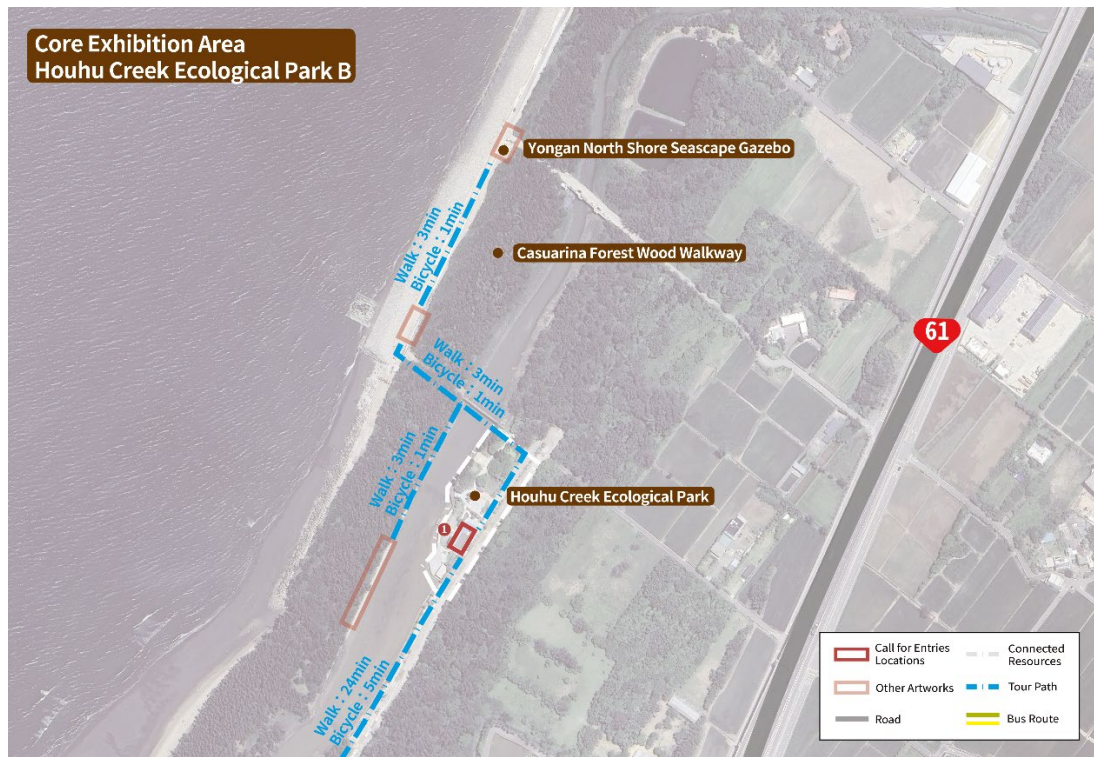 Core Exhibition Area
Houhu Creek Ecological Park B
Yongan North Shore Seascape Gazebo
Walk：3min
Bicycle：1min
Casuarina Forest Wood Walkway
61
Walk：3min
Bicycle：1min
Walk：3min
Bicycle：1min
Houhu Creek Ecological Park
1
Walk：24min
Bicycle：5min
Call for Entries
Locations
Connected
Resources
Other Artworks
Tour Path
Road
Bus Route